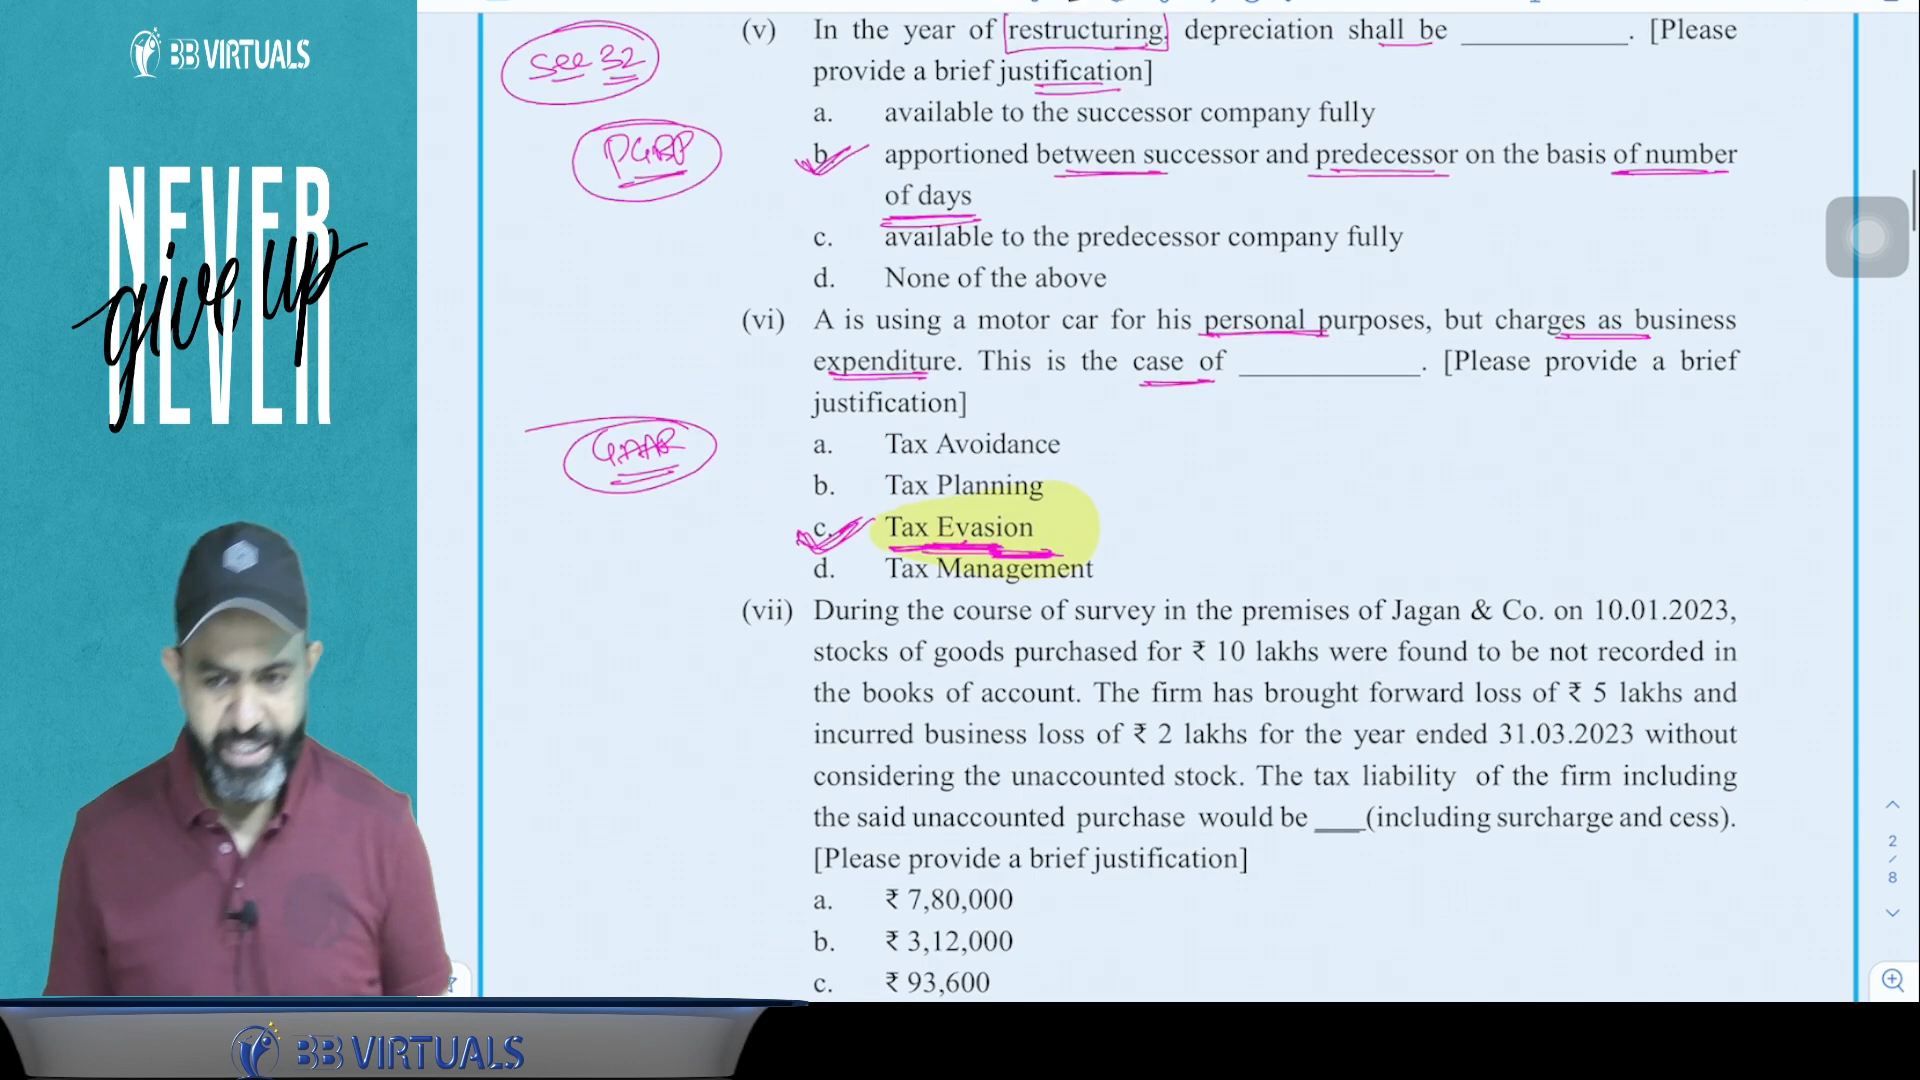 BB VIRTUALS
NEVER
give up
NEVER
See 32
PGBP
GAAR
(v) In the year of restructuring, depreciation shall be ____________. [Please
provide a brief justification]
a. available to the successor company fully
b. apportioned between successor and predecessor on the basis of number
of days
c. available to the predecessor company fully
d. None of the above
(vi) A is using a motor car for his personal purposes, but charges as business
expenditure. This is the case of _____________. [Please provide a brief
justification]
a. Tax Avoidance
b. Tax Planning
c. Tax Evasion
d. Tax Management
(vii) During the course of survey in the premises of Jagan & Co. on 10.01.2023,
stocks of goods purchased for ₹ 10 lakhs were found to be not recorded in
the books of account. The firm has brought forward loss of ₹ 5 lakhs and
incurred business loss of ₹ 2 lakhs for the year ended 31.03.2023 without
considering the unaccounted stock. The tax liability of the firm including
the said unaccounted purchase would be ___(including surcharge and cess).
[Please provide a brief justification]
a. ₹ 7,80,000
b. ₹ 3,12,000
c. ₹ 93,600
2
/
8
BB VIRTUALS